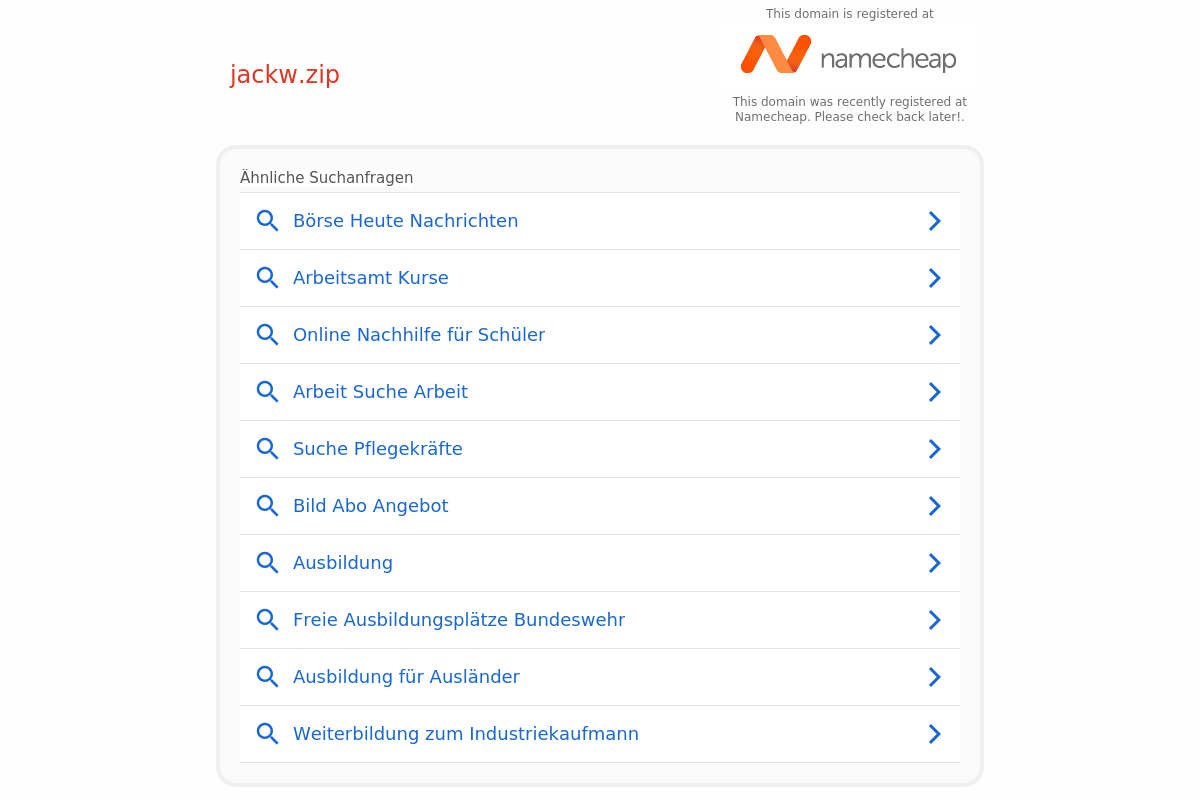 This domain is registered at
namecheap
jackw.zip
This domain was recently registered at
Namecheap. Please check back later!.
Ähnliche Suchanfragen
Börse Heute Nachrichten
Arbeitsamt Kurse
Online Nachhilfe für Schüler
Arbeit Suche Arbeit
Suche Pflegekräfte
Bild Abo Angebot
Ausbildung
Freie Ausbildungsplätze Bundeswehr
Ausbildung für Ausländer
Weiterbildung zum Industriekaufmann